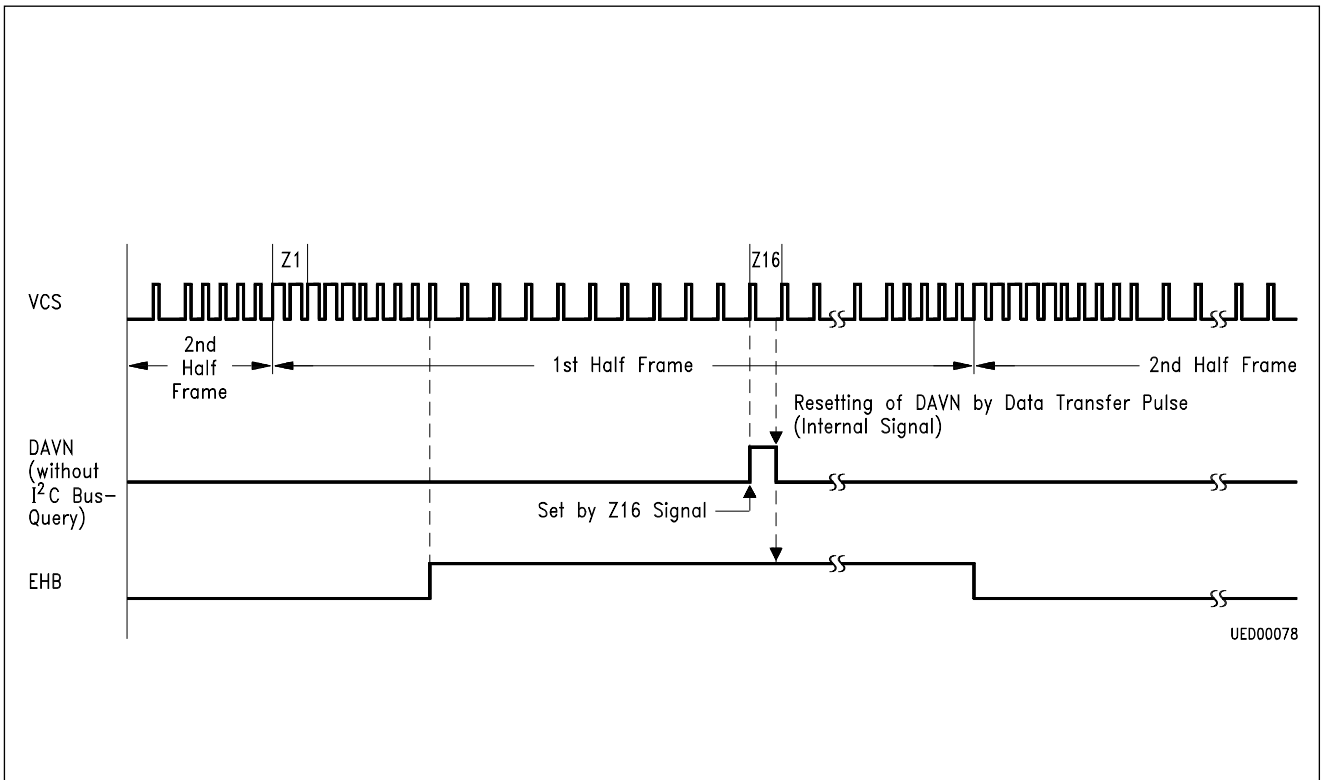 Z1
Z16
VCS
2nd
Half
Frame
1st Half Frame
2nd Half Frame
Resetting of DAVN by Data Transfer Pulse
(Internal Signal)
DAVN
(without
I²C Bus-
Query)
Set by Z16 Signal
EHB
UED00078